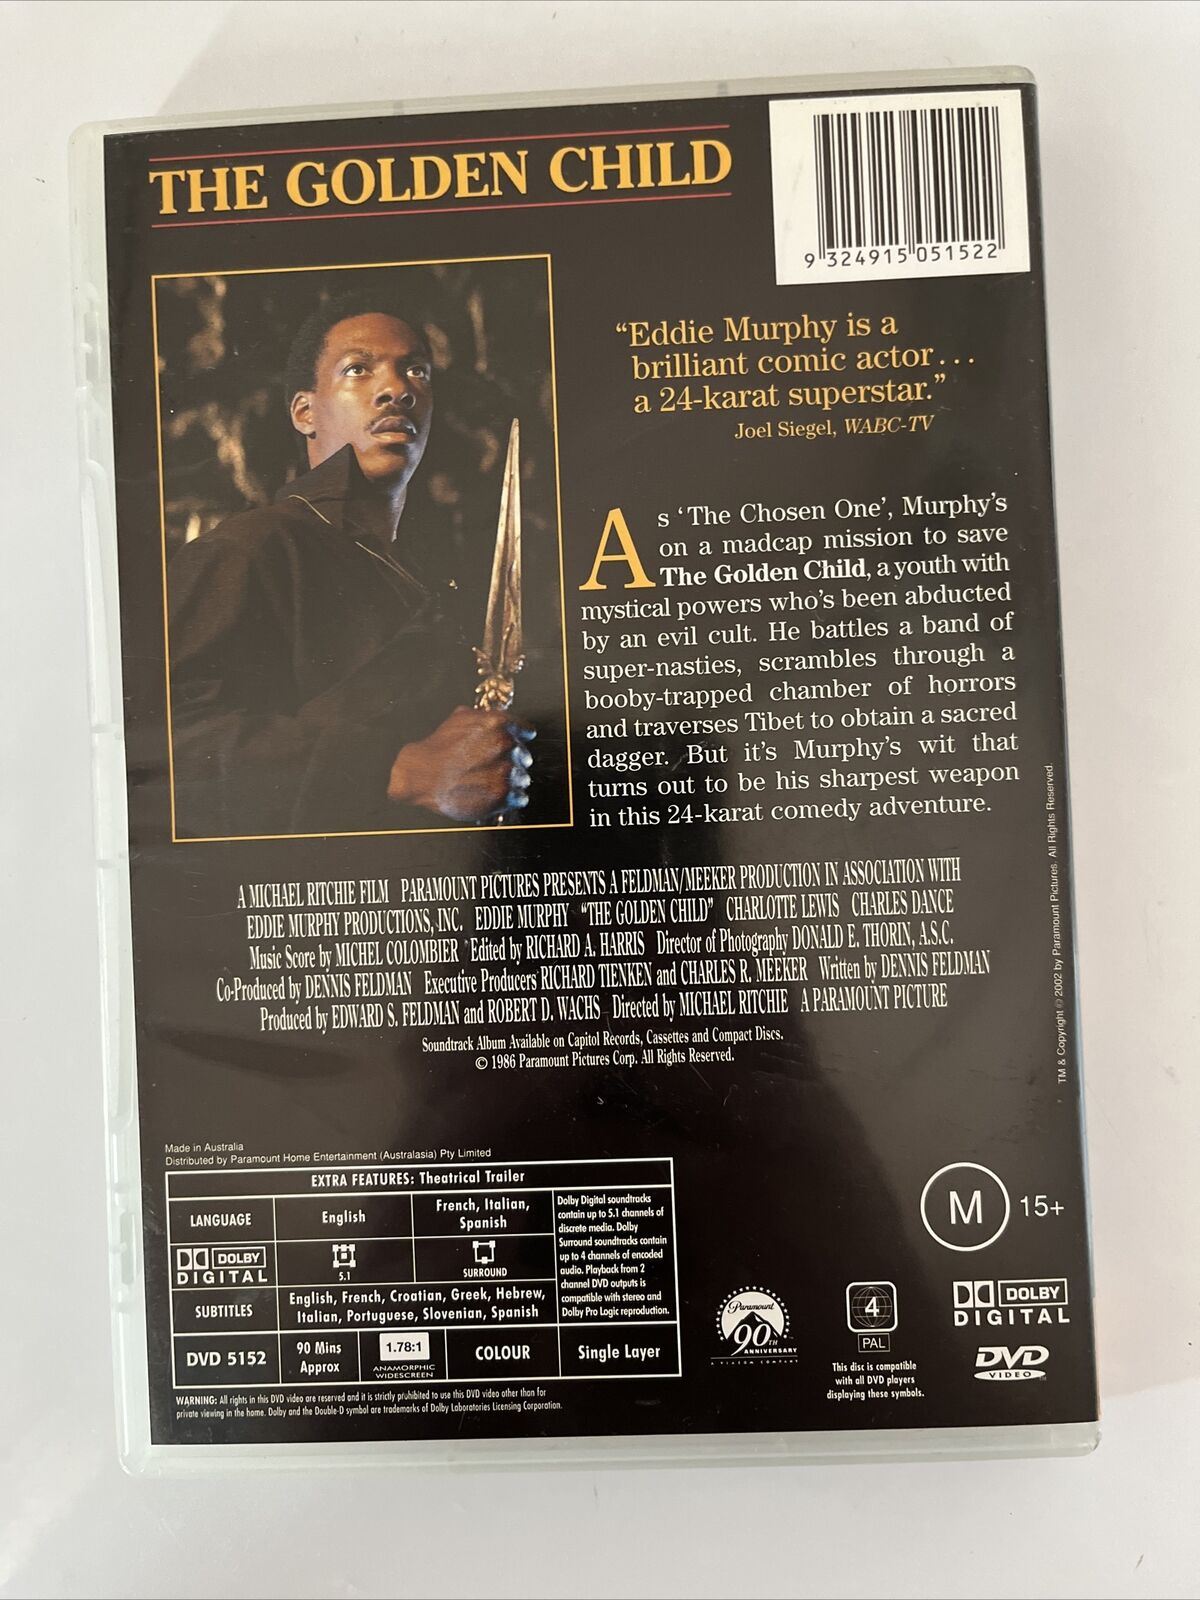 THE GOLDEN CHILD
9 324915 051522
“Eddie Murphy is a
brilliant comic actor...
a 24-karat superstar.”
Joel Siegel, WABC-TV
As ‘The Chosen One’, Murphy’s
on a madcap mission to save
The Golden Child, a youth with
mystical powers who’s been abducted
by an evil cult. He battles a band of
super-nasties, scrambles through a
booby-trapped chamber of horrors
and traverses Tibet to obtain a sacred
dagger. But it’s Murphy’s wit that
turns out to be his sharpest weapon
in this 24-karat comedy adventure.
TM & Copyright © 2002 by Paramount Pictures. All Rights Reserved.
A MICHAEL RITCHIE FILM PARAMOUNT PICTURES PRESENTS A FELDMAN/MEEKER PRODUCTION IN ASSOCIATION WITH
EDDIE MURPHY PRODUCTIONS, INC. EDDIE MURPHY “THE GOLDEN CHILD” CHARLOTTE LEWIS CHARLES DANCE
Music Score by MICHEL COLOMBIER Edited by RICHARD A. HARRIS Director of Photography DONALD E. THORIN, A.S.C.
Co-Produced by DENNIS FELDMAN Executive Producers RICHARD TIENKEN and CHARLES R. MEEKER Written by DENNIS FELDMAN
Produced by EDWARD S. FELDMAN and ROBERT D. WACHS Directed by MICHAEL RITCHIE A PARAMOUNT PICTURE
Soundtrack Album Available on Capitol Records, Cassettes and Compact Discs.
© 1986 Paramount Pictures Corp. All Rights Reserved.
Made in Australia
Distributed by Paramount Home Entertainment (Australasia) Pty Limited
EXTRA FEATURES: Theatrical Trailer
LANGUAGE
English
French, Italian,
Spanish
DOLBY
DIGITAL
5.1
SURROUND
Dolby Digital soundtracks
contain up to 5.1 channels of
discrete media. Dolby
Surround soundtracks contain
up to 4 channels of encoded
audio. Playback from 2
channel DVD outputs is
compatible with stereo and
Dolby Pro Logic reproduction.
SUBTITLES
English, French, Croatian, Greek, Hebrew,
Italian, Portuguese, Slovenian, Spanish
DVD 5152
90 Mins
Approx
1.78:1
ANAMORPHIC
WIDESCREEN
COLOUR
Single Layer
WARNING: All rights in this DVD video are reserved and it is strictly prohibited to use this DVD video other than for
private viewing in the home. Dolby and the Double-D symbol are trademarks of Dolby Laboratories Licensing Corporation.
M 15+
Paramount
90TH
ANNIVERSARY
A VIACOM COMPANY
4
PAL
This disc is compatible
with all DVD players
displaying these symbols.
DOLBY
DIGITAL
DVD
VIDEO
TM